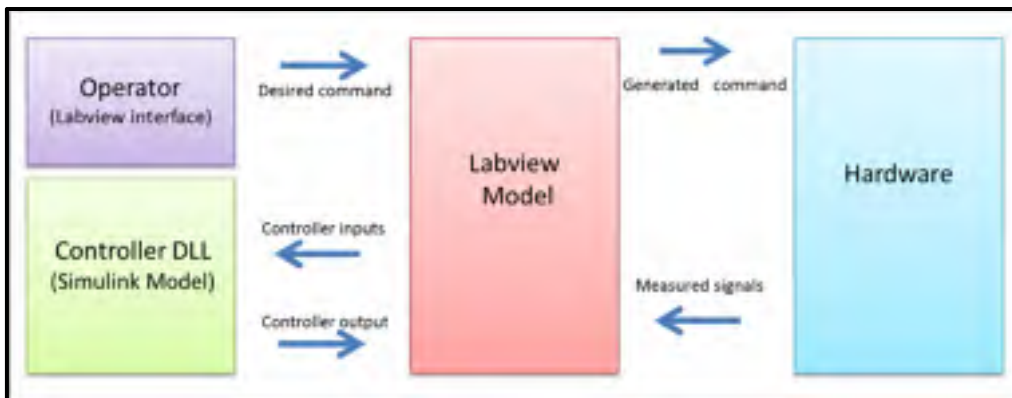 Operator
(Labview interface)
Desired command
Labview
Model
Generated command
Hardware
Controller DLL
(Simulink Model)
Controller inputs
Controller output
Measured signals